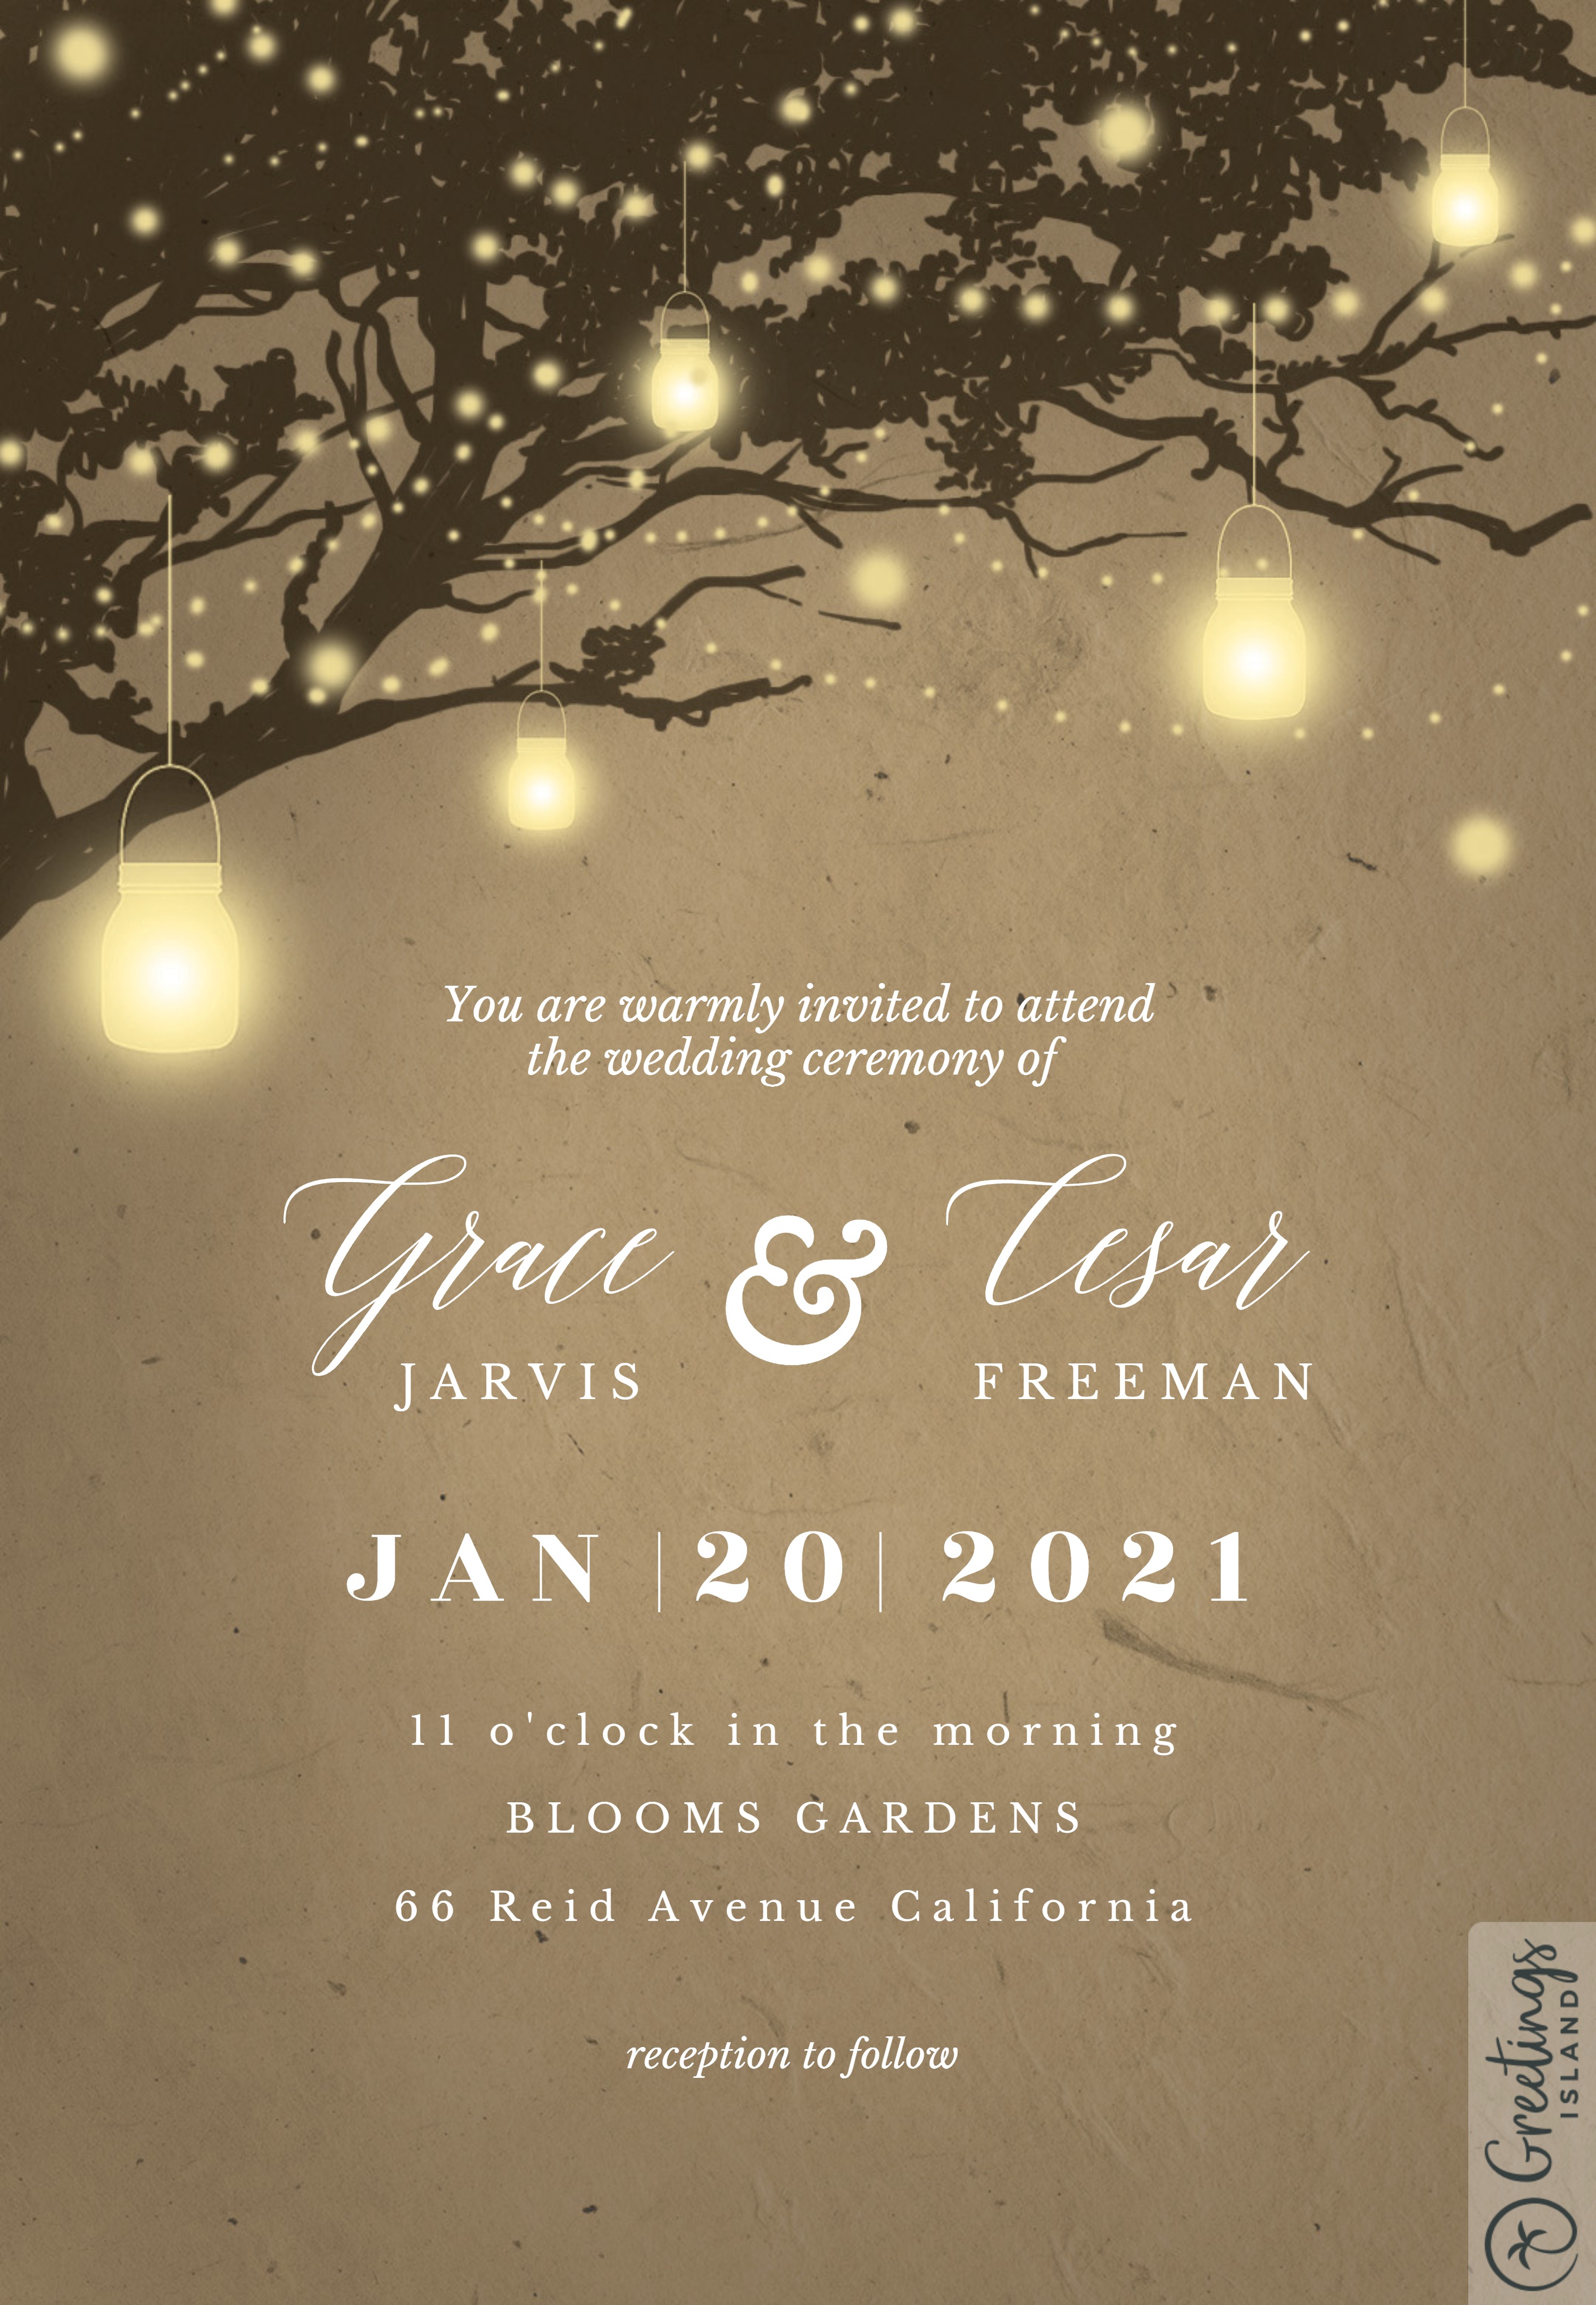 You are warmly invited to attend
the wedding ceremony of
Grace & Cesar
JARVIS FREEMAN
JAN | 20 | 2021
11 o'clock in the morning
BLOOMS GARDENS
66 Reid Avenue California
reception to follow
Greetings
ISLAND